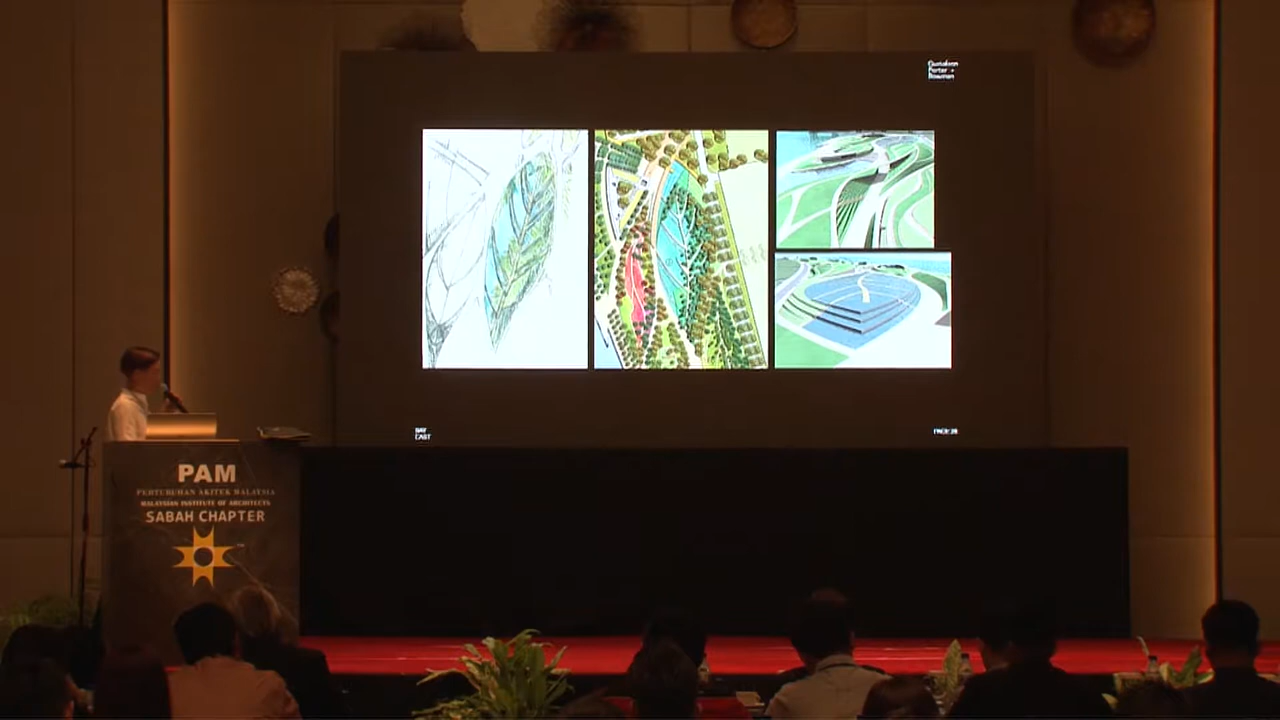 Gustafson
Porter +
Bowman
BAY
EAST
PAM
PERTUBUHAN AKITEK MALAYSIA
MALAYSIAN INSTITUTE OF ARCHITECTS
SABAH CHAPTER